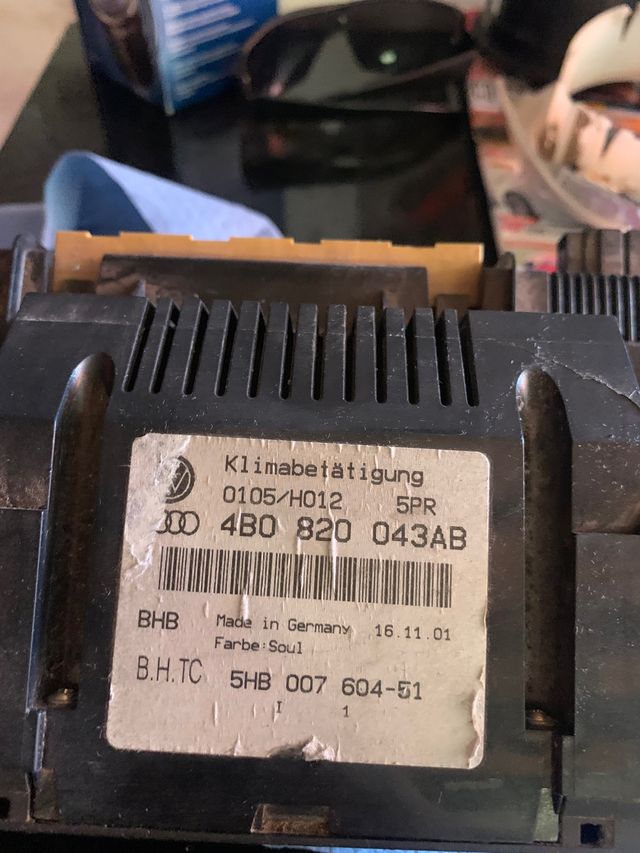 Klimabetätigung
0105/H012 5PR
4B0 820 043AB
BHB Made in Germany 16.11.01
Farbe:Soul
B.H.TC 5HB 007 604-51
I 1